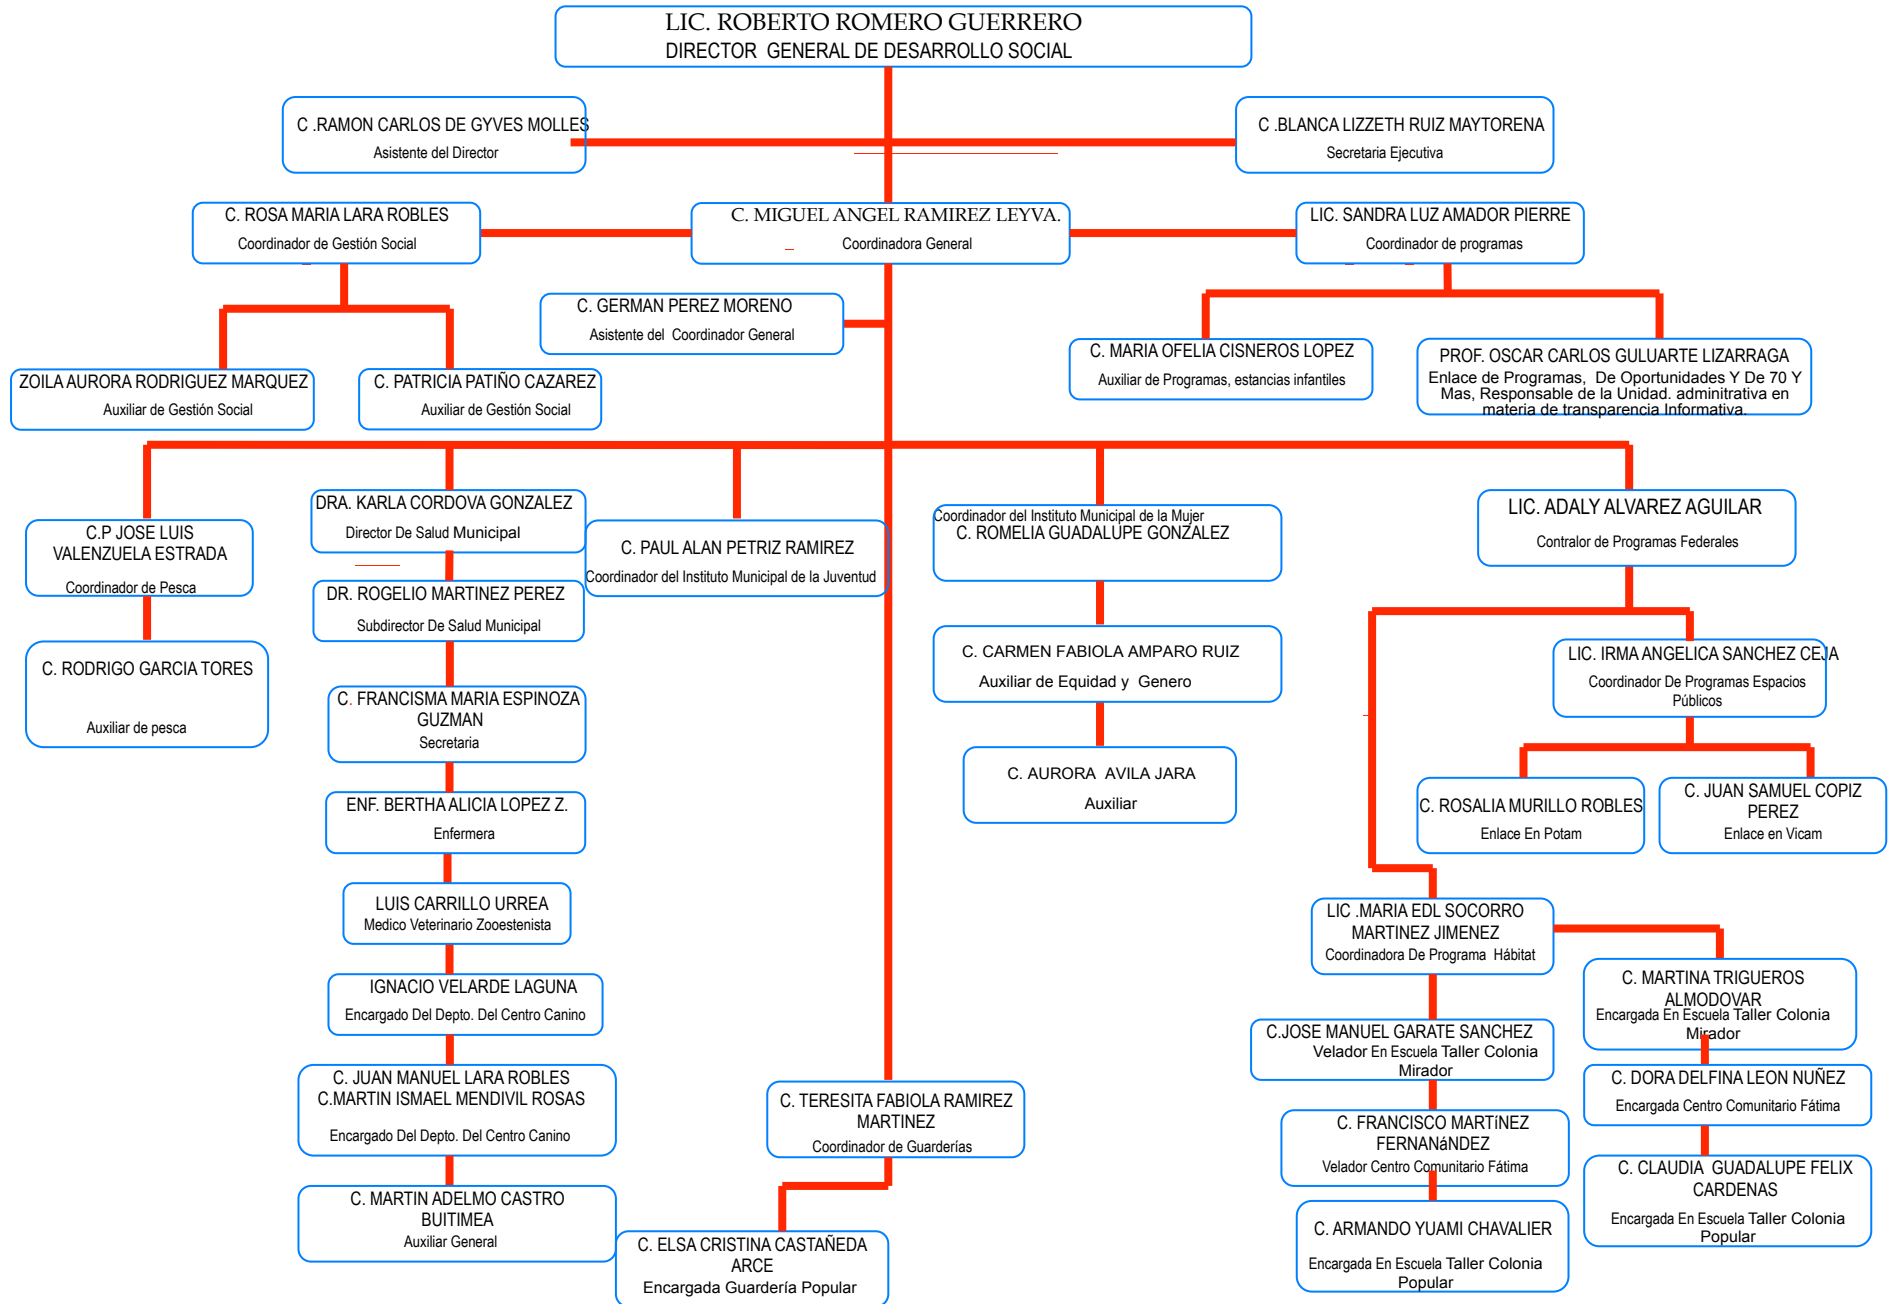 LIC. ROBERTO ROMERO GUERRERO
DIRECTOR GENERAL DE DESARROLLO SOCIAL
C .RAMON CARLOS DE GYVES MOLLES
Asistente del Director
C .BLANCA LIZZETH RUIZ MAYTORENA
Secretaria Ejecutiva
C. ROSA MARIA LARA ROBLES
Coordinador de Gestión Social
C. MIGUEL ANGEL RAMIREZ LEYVA.
Coordinadora General
LIC. SANDRA LUZ AMADOR PIERRE
Coordinador de programas
C. GERMAN PEREZ MORENO
Asistente del Coordinador General
ZOILA AURORA RODRIGUEZ MARQUEZ
Auxiliar de Gestión Social
C. PATRICIA PATIÑO CAZAREZ
Auxiliar de Gestión Social
C. MARIA OFELIA CISNEROS LOPEZ
Auxiliar de Programas, estancias infantiles
PROF. OSCAR CARLOS GULUARTE LIZARRAGA
Enlace de Programas, De Oportunidades Y De 70 Y
Mas, Responsable de la Unidad. adminitrativa en
materia de transparencia Informativa.
C.P JOSE LUIS
VALENZUELA ESTRADA
Coordinador de Pesca
C. RODRIGO GARCIA TORES
Auxiliar de pesca
DRA. KARLA CORDOVA GONZALEZ
Director De Salud Municipal
DR. ROGELIO MARTINEZ PEREZ
Subdirector De Salud Municipal
C. FRANCISMA MARIA ESPINOZA
GUZMAN
Secretaria
ENF. BERTHA ALICIA LOPEZ Z.
Enfermera
LUIS CARRILLO URREA
Medico Veterinario Zooestenista
IGNACIO VELARDE LAGUNA
Encargado Del Depto. Del Centro Canino
C. JUAN MANUEL LARA ROBLES
C.MARTIN ISMAEL MENDIVIL ROSAS
Encargado Del Depto. Del Centro Canino
C. MARTIN ADELMO CASTRO
BUITIMEA
Auxiliar General
C. PAUL ALAN PETRIZ RAMIREZ
Coordinador del Instituto Municipal de la Juventud
C. TERESITA FABIOLA RAMIREZ
MARTINEZ
Coordinador de Guarderías
C. ELSA CRISTINA CASTAÑEDA
ARCE
Encargada Guardería Popular
Coordinador del Instituto Municipal de la Mujer
C. ROMELIA GUADALUPE GONZALEZ
C. CARMEN FABIOLA AMPARO RUIZ
Auxiliar de Equidad y Genero
C. AURORA AVILA JARA
Auxiliar
LIC. ADALY ALVAREZ AGUILAR
Contralor de Programas Federales
LIC. IRMA ANGELICA SANCHEZ CEJA
Coordinador De Programas Espacios
Públicos
C. ROSALIA MURILLO ROBLES
Enlace En Potam
C. JUAN SAMUEL COPIZ
PEREZ
Enlace en Vicam
LIC .MARIA EDL SOCORRO
MARTINEZ JIMENEZ
Coordinadora De Programa Hábitat
C.JOSE MANUEL GARATE SANCHEZ
Velador En Escuela Taller Colonia
Mirador
C. FRANCISCO MARTíNEZ
FERNANáNDEZ
Velador Centro Comunitario Fátima
C. ARMANDO YUAMI CHAVALIER
Encargada En Escuela Taller Colonia
Popular
C. MARTINA TRIGUEROS
ALMODOVAR
Encargada En Escuela Taller Colonia
Mirador
C. DORA DELFINA LEON NUÑEZ
Encargada Centro Comunitario Fátima
C. CLAUDIA GUADALUPE FELIX
CARDENAS
Encargada En Escuela Taller Colonia
Popular